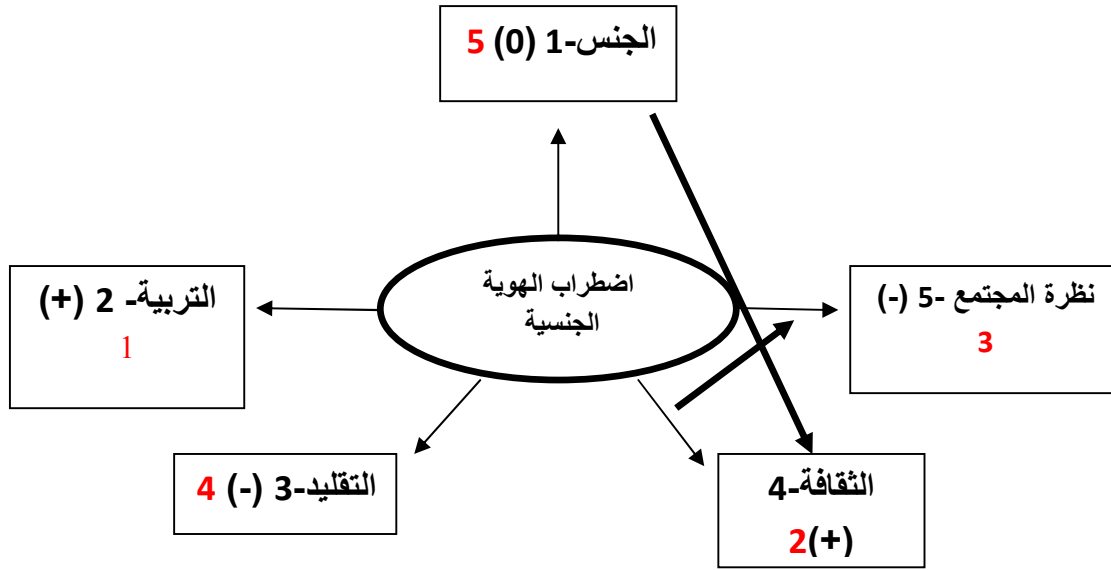 الجنس-1 (0) 5
اضطراب الهوية
الجنسية
نظرة المجتمع -5 (-)
3
التربية- 2 (+)
1
التقليد-3 (-) 4
الثقافة-4
2(+)